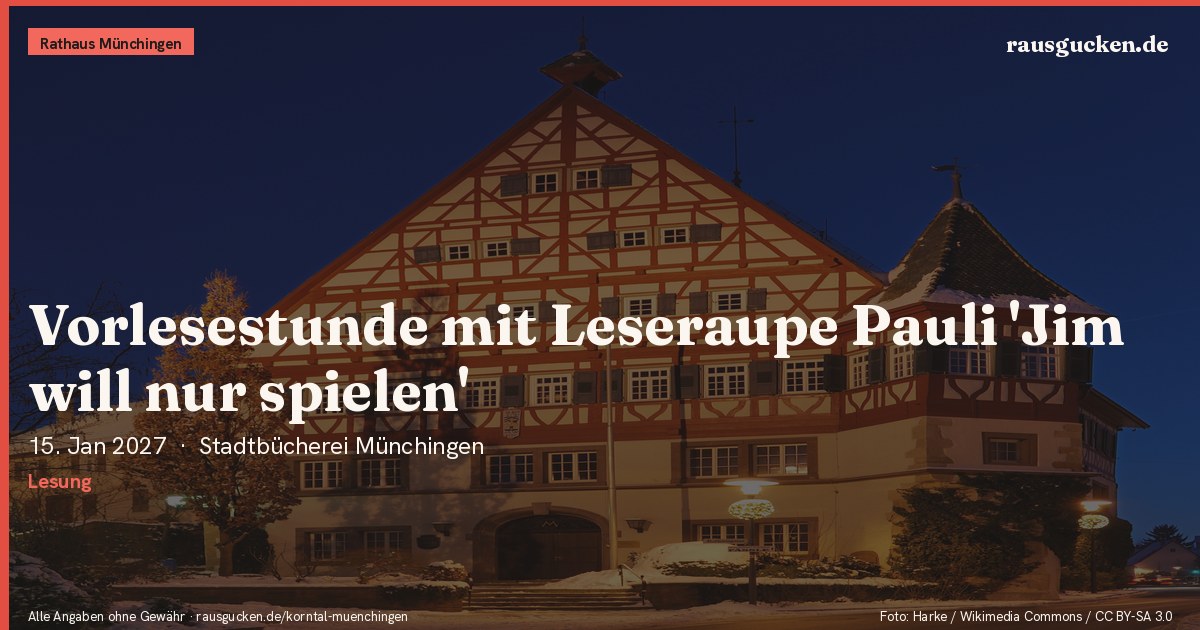 Rathaus Münchingen
rausgucken.de
Vorlesestunde mit Leseraupe Pauli 'Jim
will nur spielen'
15. Jan 2027 · Stadtbücherei Münchingen
Lesung
Alle Angaben ohne Gewähr · rausgucken.de/korntal-muenchingen
Foto: Harke / Wikimedia Commons / CC BY-SA 3.0